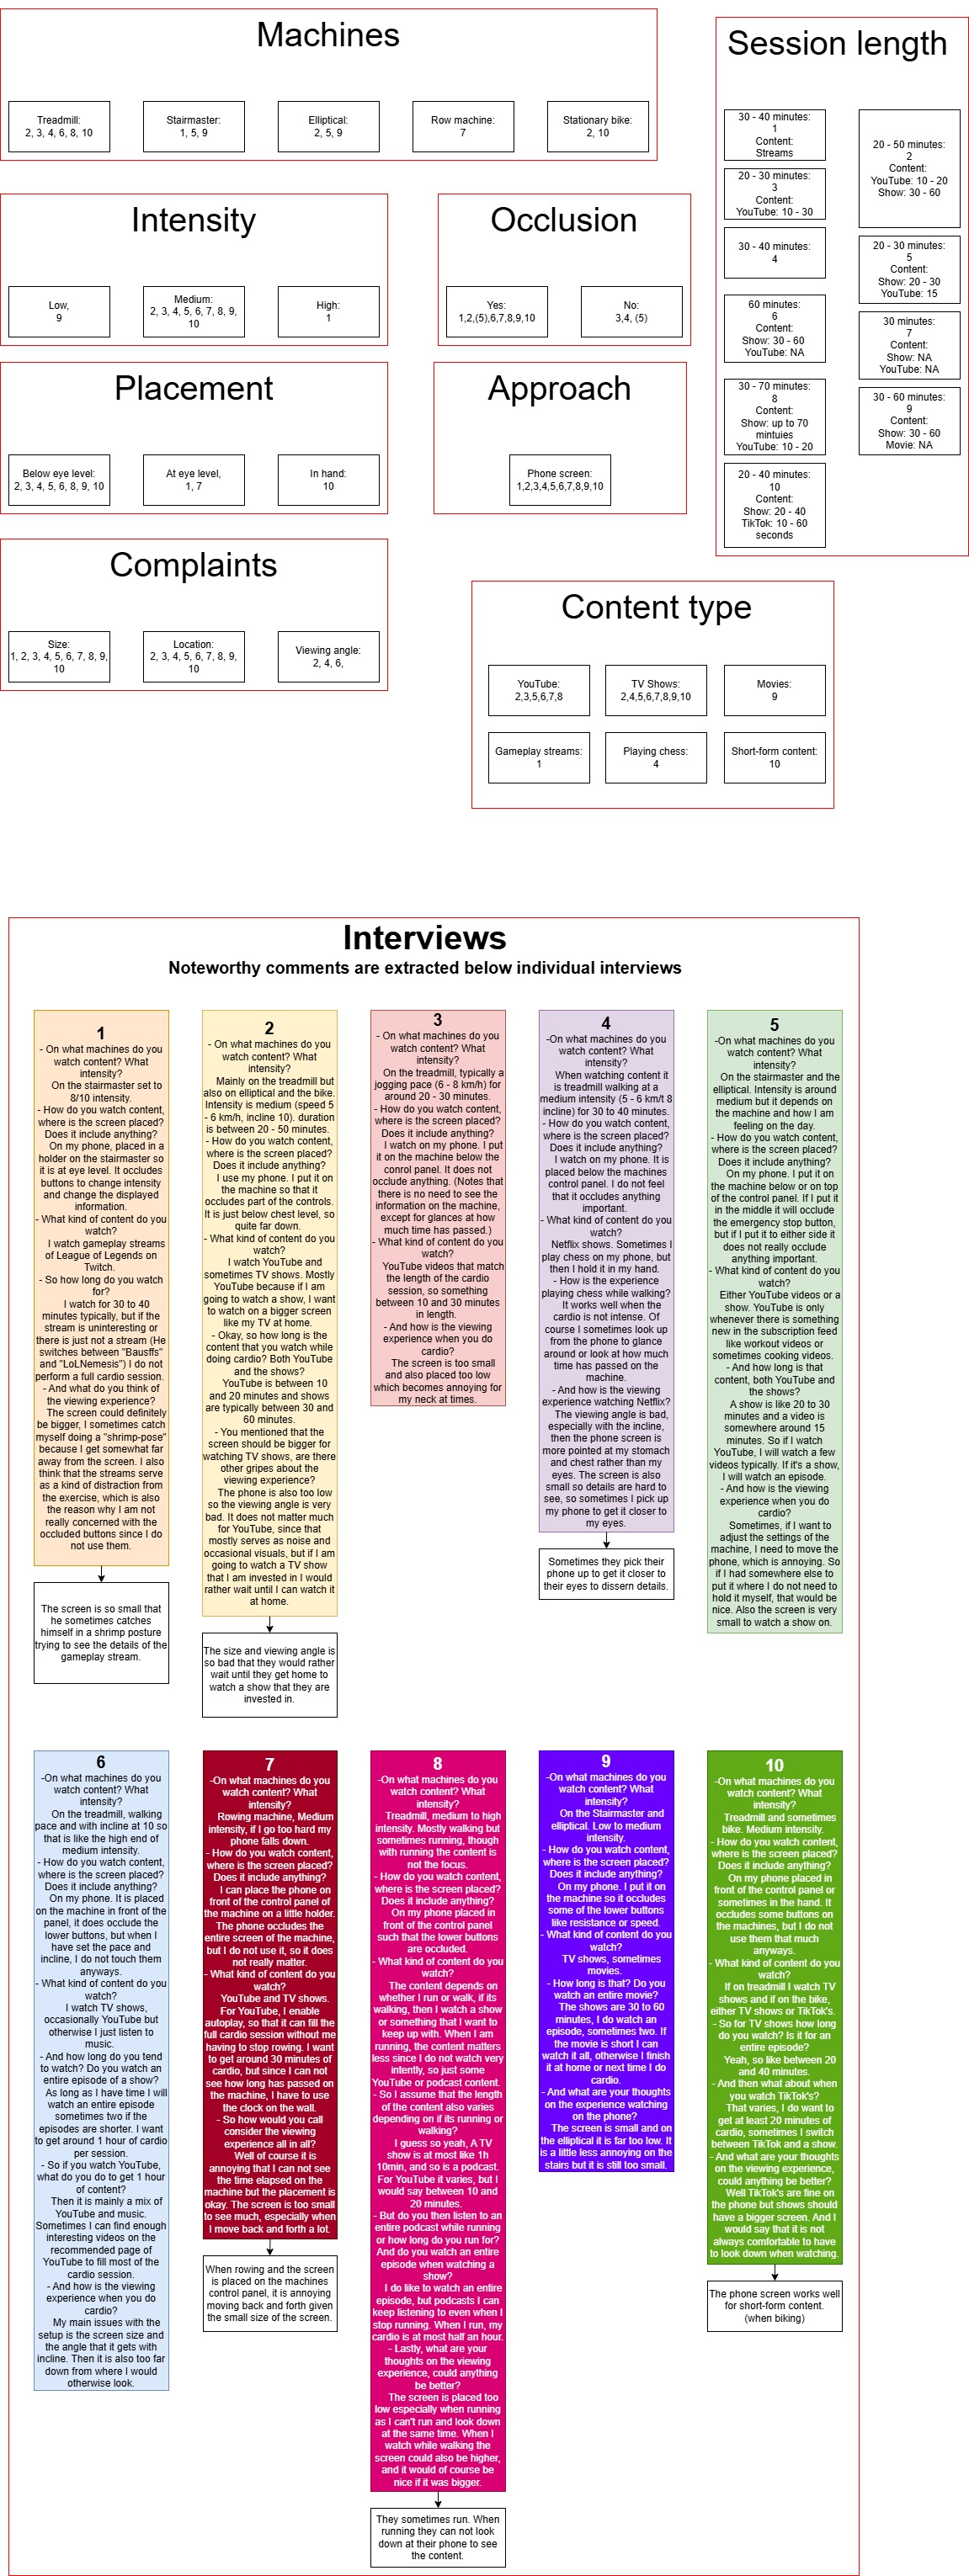 Machines
Treadmill:
2, 3, 4, 6, 8, 10
Stairmaster:
1, 5, 9
Elliptical:
2, 5, 9
Row machine:
7
Stationary bike:
2, 10
Session length
30 - 40 minutes:
1
Content:
Streams
20 - 30 minutes:
3
Content:
YouTube: 10 - 30
30 - 40 minutes:
4
60 minutes:
6
Content:
Show: 30 - 60
YouTube: NA
30 - 70 minutes:
8
Content:
Show: up to 70
mintuies
YouTube: 10 - 20
20 - 40 minutes:
10
Content:
Show: 20 - 40
TikTok: 10 - 60
seconds
20 - 50 minutes:
2
Content:
YouTube: 10 - 20
Show: 30 - 60
20 - 30 minutes:
5
Content:
Show: 20 - 30
YouTube: 15
30 minutes:
7
Content:
Show: NA
YouTube: NA
30 - 60 minutes:
9
Content:
Show: 30 - 60
Movie: NA
Intensity
Low,
9
Medium:
2, 3, 4, 5, 6, 7, 8, 9,
10
High:
1
Occlusion
Yes:
1,2,(5),6,7,8,9,10
No:
3,4, (5)
Placement
Below eye level:
2, 3, 4, 5, 6, 8, 9, 10
At eye level,
1, 7
In hand:
10
Approach
Phone screen:
1,2,3,4,5,6,7,8,9,10
Complaints
Size:
1, 2, 3, 4, 5, 6, 7, 8, 9,
10
Location:
2, 3, 4, 5, 6, 7, 8, 9,
10
Viewing angle:
2, 4, 6,
Content type
YouTube:
2,3,5,6,7,8
TV Shows:
2,4,5,6,7,8,9,10
Movies:
9
Gameplay streams:
1
Playing chess:
4
Short-form content:
10
Interviews
Noteworthy comments are extracted below individual interviews
1
- On what machines do you
watch content? What
intensity?
On the stairmaster set to
8/10 intensity.
- How do you watch content,
where is the screen placed?
Does it include anything?
On my phone, placed in a
holder on the stairmaster so
it is at eye level. It occludes
buttons to change intensity
and change the displayed
information.
- What kind of content do you
watch?
I watch gameplay streams
of League of Legends on
Twitch.
- So how long do you watch
for?
I watch for 30 to 40
minutes typically, but if the
stream is uninteresting or
there is just not a stream (He
switches between "Bausffs"
and "LoLNemesis") I do not
perform a full cardio session.
- And what do you think of
the viewing experience?
The screen could definitely
be bigger, I sometimes catch
myself doing a "shrimp-pose"
because I get somewhat far
away from the screen. I also
think that the streams serve
as a kind of distraction from
the exercise, which is also
the reason why I am not
really concerned with the
occluded buttons since I do
not use them.
The screen is so small that
he sometimes catches
himself in a shrimp posture
trying to see the details of the
gameplay stream.
2
- On what machines do you
watch content? What
intensity?
Mainly on the treadmill but
also on elliptical and the bike.
Intensity is medium (speed 5
- 6 km/h, incline 10). duration
is between 20 - 50 minutes.
- How do you watch content,
where is the screen placed?
Does it include anything?
I use my phone. I put it on
the machine so that it
occludes part of the controls.
It is just below chest level, so
quite far down.
- What kind of content do you
watch?
I watch YouTube and
sometimes TV shows. Mostly
YouTube because if I am
going to watch a show, I want
to watch on a bigger screen
like my TV at home.
- Okay, so how long is the
content that you watch while
doing cardio? Both YouTube
and the shows?
YouTube is between 10
and 20 minutes and shows
are typically between 30 and
60 minutes.
- You mentioned that the
screen should be bigger for
watching TV shows, are there
other gripes about the
viewing experience?
The phone is also too low
so the viewing angle is very
bad. It does not matter much
for YouTube, since that
mostly serves as noise and
occasional visuals, but if I am
going to watch a TV show
that I am invested in I would
rather wait until I can watch it
at home.
The size and viewing angle is
so bad that they would rather
wait until they get home to
watch a show that they are
invested in.
3
- On what machines do you
watch content? What
intensity?
On the treadmill, typically a
jogging pace (6 - 8 km/h) for
around 20 - 30 minutes.
- How do you watch content,
where is the screen placed?
Does it include anything?
I watch on my phone. I put
it on the machine below the
conrol panel. It does not
occlude anything. (Notes that
there is no need to see the
information on the machine,
except for glances at how
much time has passed.)
- What kind of content do you
watch?
YouTube videos that match
the length of the cardio
session, so something
between 10 and 30 minutes
in length.
- And how is the viewing
experience when you do
cardio?
The screen is too small
and also placed too low
which becomes annoying for
my neck at times.
4
-On what machines do you
watch content? What
intensity?
When watching content it
is treadmill walking at a
medium intensity (5 - 6 km/t 8
incline) for 30 to 40 minutes.
- How do you watch content,
where is the screen placed?
Does it include anything?
I watch on my phone. It is
placed below the machines
control panel. I do not feel
that it occludes anything
important.
- What kind of content do you
watch?
Netflix shows. Sometimes I
play chess on my phone, but
then I hold it in my hand.
- How is the experience
playing chess while walking?
It works well when the
cardio is not intense. Of
course I sometimes look up
from the phone to glance
around or look at how much
time has passed on the
machine.
- And how is the viewing
experience watching Netflix?
The viewing angle is bad,
especially with the incline,
then the phone screen is
more pointed at my stomach
and chest rather than my
eyes. The screen is also
small so details are hard to
see, so sometimes I pick up
my phone to get it closer to
my eyes.
Sometimes they pick their
phone up to get it closer to
their eyes to dissern details.
5
-On what machines do you
watch content? What
intensity?
On the stairmaster and the
elliptical. Intensity is around
medium but it depends on
the machine and how I am
feeling on the day.
- How do you watch content,
where is the screen placed?
Does it include anything?
On my phone. I put it on
the machine below or on top
of the control panel. If I put it
in the middle it will occlude
the emergency stop button,
but if I put it to either side it
does not really occlude
anything important.
- What kind of content do you
watch?
Either YouTube videos or a
show. YouTube is only
whenever there is something
new in the subscription feed
like workout videos or
sometimes cooking videos.
- And how long is that
content, both YouTube and
the shows?
A show is like 20 to 30
minutes and a video is
somewhere around 15
minutes. So if I watch
YouTube, I will watch a few
videos typically. If it's a show,
I will watch an episode.
- And how is the viewing
experience when you do
cardio?
Sometimes, if I want to
adjust the settings of the
machine, I need to move the
phone, which is annoying. So
if I had somewhere else to
put it where I do not need to
hold it myself, that would be
nice. Also the screen is very
small to watch a show on.
6
-On what machines do you
watch content? What
intensity?
On the treadmill, walking
pace and with incline at 10 so
that is like the high end of
medium intensity.
- How do you watch content,
where is the screen placed?
Does it include anything?
On my phone. It is placed
on the machine in front of the
panel, it does occlude the
lower buttons, but when I
have set the pace and
incline, I do not touch them
anyways.
- What kind of content do you
watch?
I watch TV shows,
occasionally YouTube but
otherwise I just listen to
music.
- And how long do you tend
to watch? Do you watch an
entire episode of a show?
As long as I have time I will
watch an entire episode
sometimes two if the
episodes are shorter. I want
to get around 1 hour of cardio
per session.
- So if you watch YouTube,
what do you do to get 1 hour
of content?
Then it is mainly a mix of
YouTube and music.
Sometimes I can find enough
interesting videos on the
recommended page of
YouTube to fill most of the
cardio session.
- And how is the viewing
experience when you do
cardio?
My main issues with the
setup is the screen size and
the angle that it gets with
incline. Then it is also too far
down from where I would
otherwise look.
7
-On what machines do you
watch content? What
intensity?
Rowing machine, Medium
intensity, if I go too hard my
phone falls down.
- How do you watch content,
where is the screen placed?
Does it include anything?
I can place the phone on
front of the control panel of
the machine on a little holder.
The phone occludes the
entire screen of the machine,
but I do not use it, so it does
not really matter.
- What kind of content do you
watch?
YouTube and TV shows.
For YouTube, I enable
autoplay, so that it can fill the
full cardio session without me
having to stop rowing. I want
to get around 30 minutes of
cardio, but since I can not
see how long has passed on
the machine, I have to use
the clock on the wall.
- So how would you call
consider the viewing
experience all in all?
Well of course it is
annoying that I can not see
the time elapsed on the
machine but the placement is
okay. The screen is too small
to see much, especially when
I move back and forth a lot.
When rowing and the screen
is placed on the machines
control panel, it is annoying
moving back and forth given
the small size of the screen.
8
-On what machines do you
watch content? What
intensity?
Treadmill, medium to high
intensity. Mostly walking but
sometimes running, though
with running the content is
not the focus.
- How do you watch content,
where is the screen placed?
Does it include anything?
On my phone placed in
front of the control panel
such that the lower buttons
are occluded.
- What kind of content do you
watch?
The content depends on
whether I run or walk, if its
walking, then I watch a show
or something that I want to
keep up with. When I am
running, the content matters
less since I do not watch very
intently, so just some
YouTube or podcast content.
- So I assume that the length
of the content also varies
depending on if its running or
walking?
I guess so yeah, A TV
show is at most like 1h
10min, and so is a podcast.
For YouTube it varies, but I
would say between 10 and
20 minutes.
- But do you then listen to an
entire podcast while running
or how long do you run for?
And do you watch an entire
episode when watching a
show?
I do like to watch an entire
episode, but podcasts I can
keep listening to even when I
stop running. When I run, my
cardio is at most half an hour.
- Lastly, what are your
thoughts on the viewing
experience, could anything
be better?
The screen is placed too
low especially when running
as I can't run and look down
at the same time. When I
watch while walking the
screen could also be higher,
and it would of course be
nice if it was bigger.
They sometimes run. When
running they can not look
down at their phone to see
the content.
9
-On what machines do you
watch content? What
intensity?
On the Stairmaster and
elliptical. Low to medium
intensity.
- How do you watch content,
where is the screen placed?
Does it include anything?
On my phone. I put it on
the machine so it occludes
some of the lower buttons
like resistance or speed.
- What kind of content do you
watch?
TV shows, sometimes
movies.
- How long is that? Do you
watch an entire movie?
The shows are 30 to 60
minutes, I do watch an
episode, sometimes two. If
the movie is short I can
watch it all, otherwise I finish
it at home or next time I do
cardio.
- And what are your thoughts
on the experience watching
on the phone?
The screen is small and on
the elliptical it is far too low. It
is a little less annoying on the
stairs but it is still too small.
10
-On what machines do you
watch content? What
intensity?
Treadmill and sometimes
bike. Medium intensity.
- How do you watch content,
where is the screen placed?
Does it include anything?
On my phone placed in
front of the control panel or
sometimes in the hand. It
occludes some buttons on
the machines, but I do not
use them that much
anyways.
- What kind of content do you
watch?
If on treadmill I watch TV
shows and if on the bike,
either TV shows or TikTok's.
- So for TV shows how long
do you watch? Is it for an
entire episode?
Yeah, so like between 20
and 40 minutes.
- And then what about when
you watch TikTok's?
That varies, I do want to
get at least 20 minutes of
cardio, sometimes I switch
between TikTok and a show.
- And what are your thoughts
on the viewing experience,
could anything be better?
Well TikTok's are fine on
the phone but shows should
have a bigger screen. And I
would say that it is not
always comfortable to have
to look down when watching.
The phone screen works well
for short-form content.
(when biking)